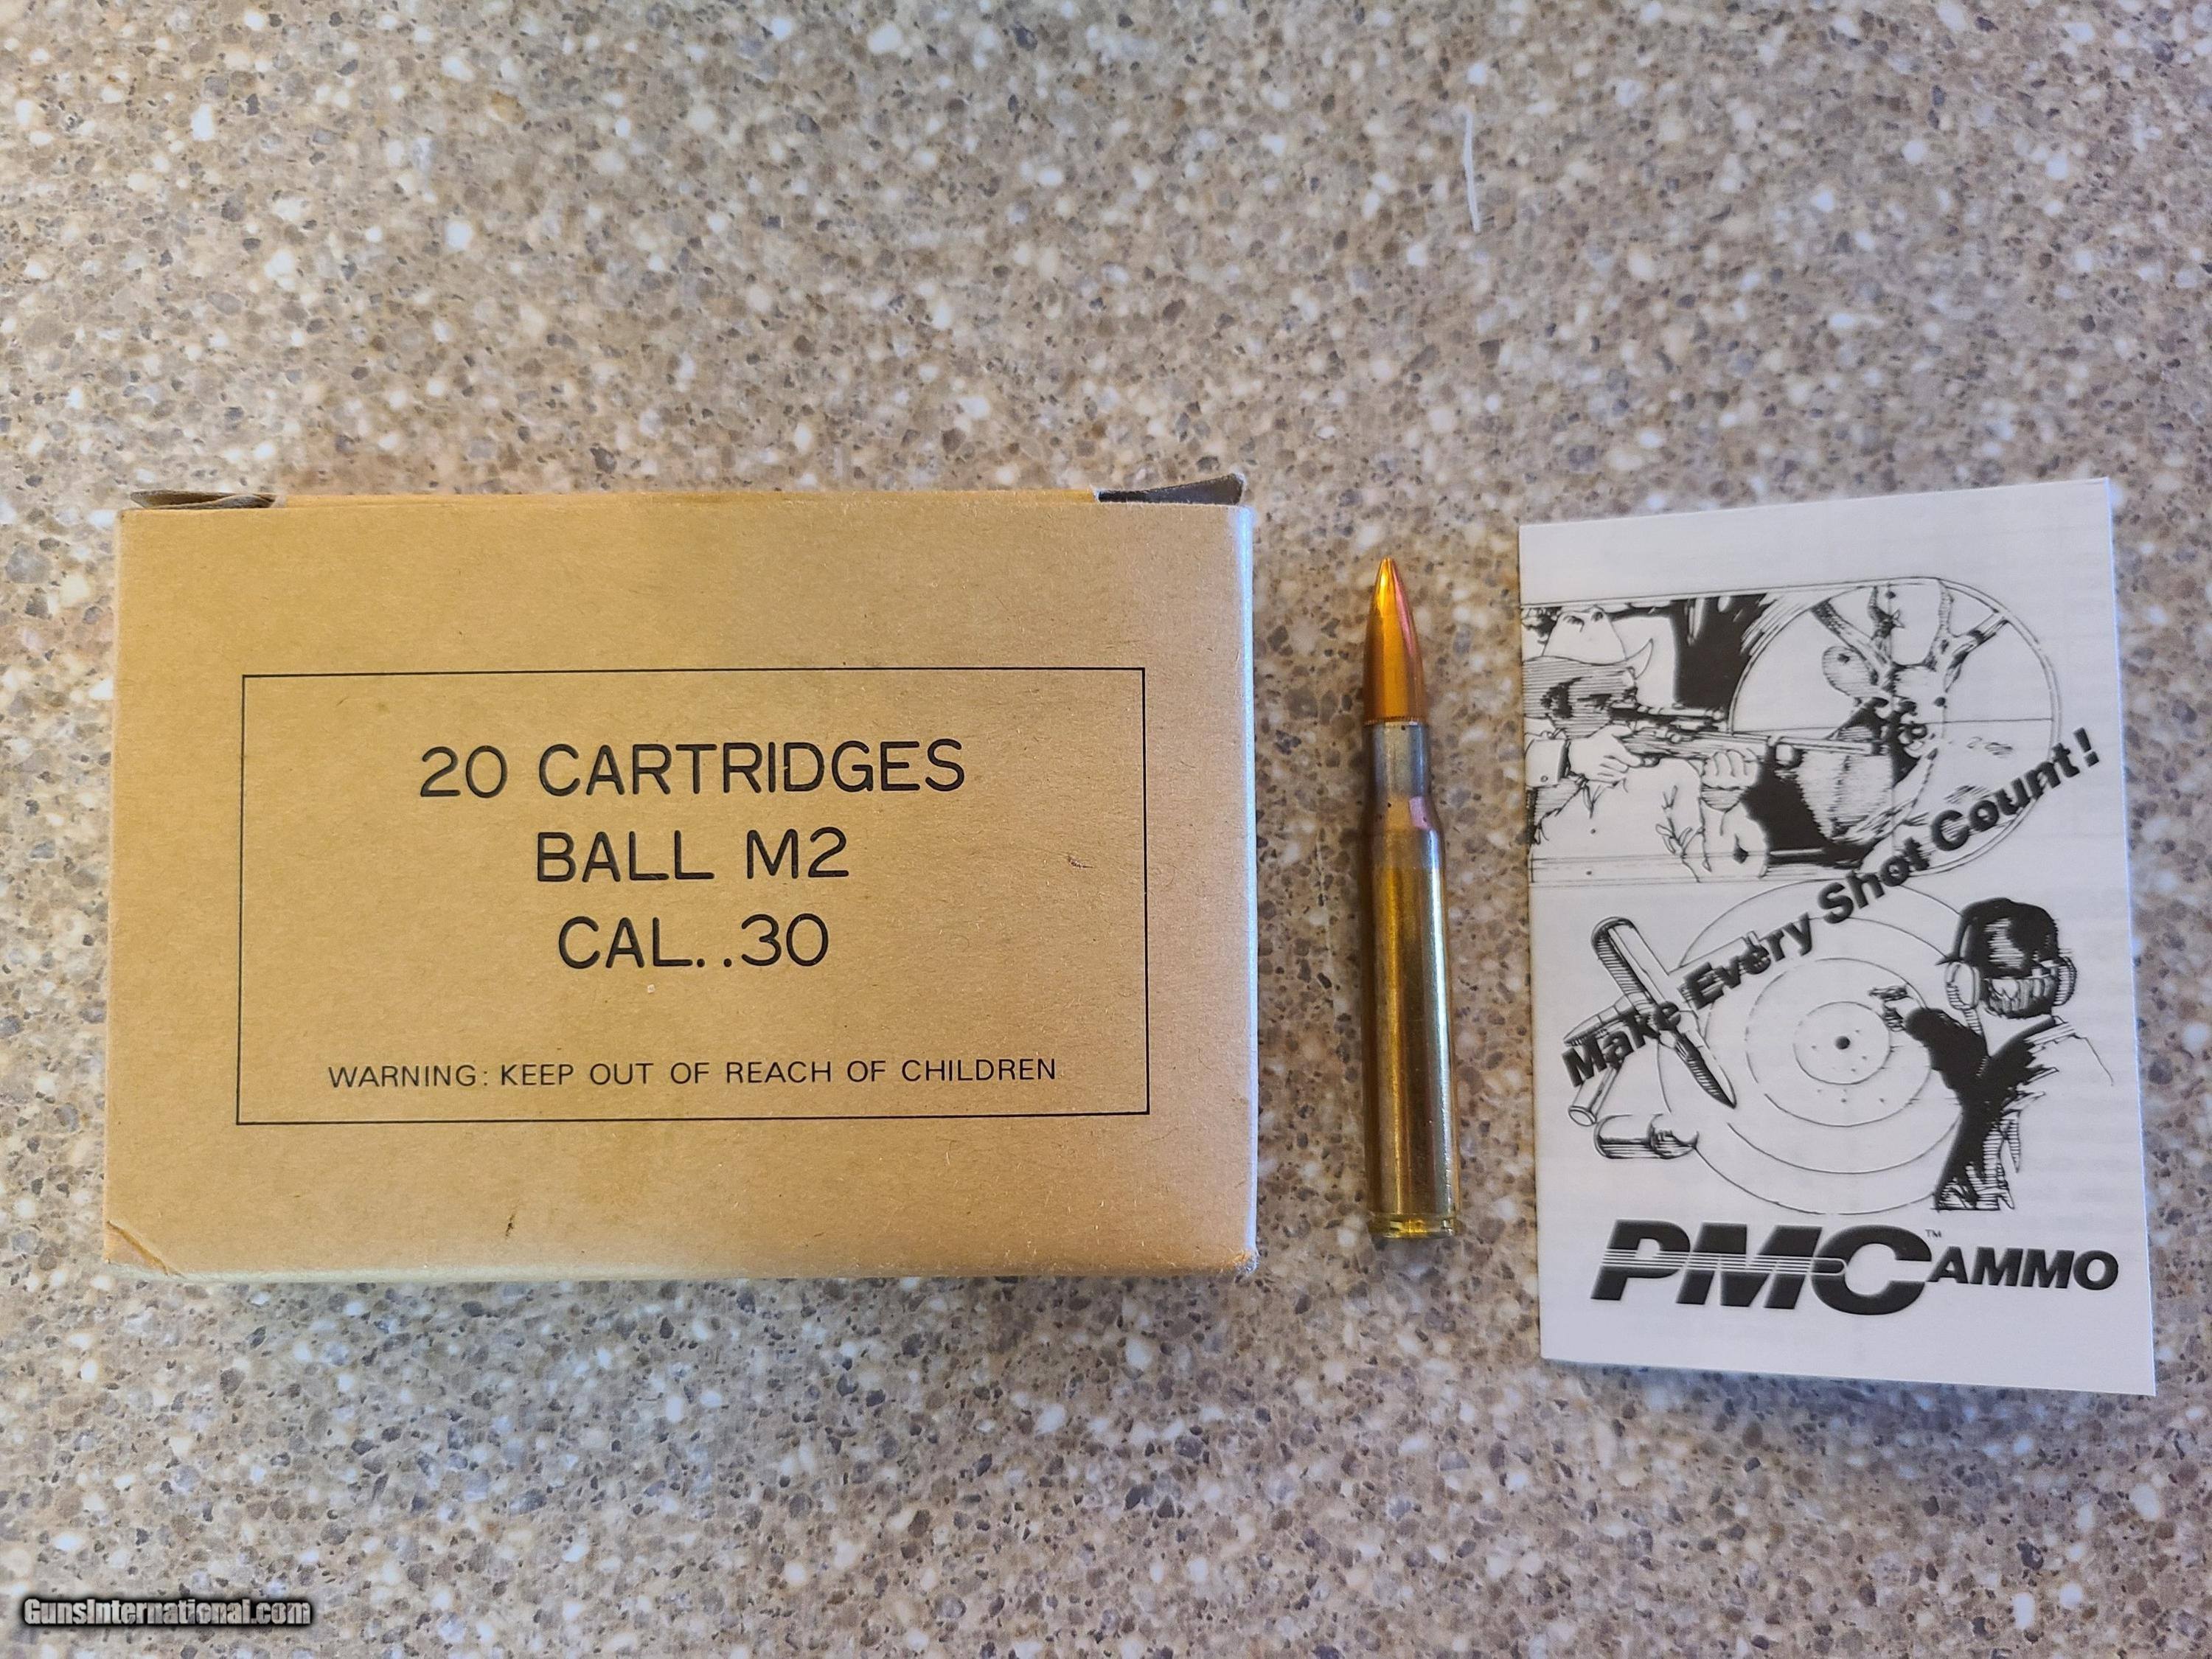 20 CARTRIDGES
BALL M2
CAL..30
WARNING: KEEP OUT OF REACH OF CHILDREN
Make Every Shot Count!
PMC™ AMMO
GunsInternational.com